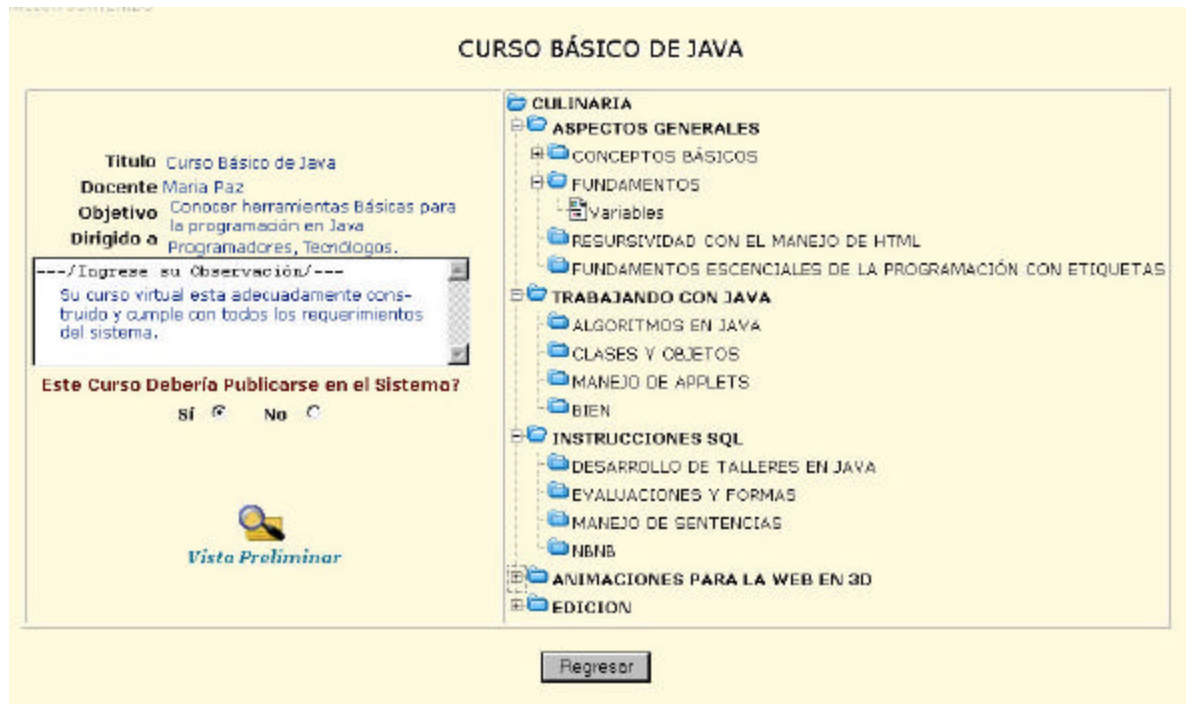 CURSO BÁSICO DE JAVA
Titulo Curso Básico de Java
Docente Maria Paz
Objetivo Conocer herramientas Básicas para
la programación en Java
Dirigido a Programadores, Tecnólogos.
---/Ingrese su Observación/---
Su curso virtual esta adecuadamente cons-
truido y cumple con todos los requerimientos
del sistema.
Este Curso Debería Publicarse en el Sistema?
Sí No
Vista Preliminar
CULINARIA
ASPECTOS GENERALES
CONCEPTOS BÁSICOS
FUNDAMENTOS
Variables
RESURSIVIDAD CON EL MANEJO DE HTML
FUNDAMENTOS ESCENCIALES DE LA PROGRAMACIÓN CON ETIQUETAS
TRABAJANDO CON JAVA
ALGORITMOS EN JAVA
CLASES Y OBJETOS
MANEJO DE APPLETS
BIEN
INSTRUCCIONES SQL
DESARROLLO DE TALLERES EN JAVA
EVALUACIONES Y FORMAS
MANEJO DE SENTENCIAS
NBNB
ANIMACIONES PARA LA WEB EN 3D
EDICION
Regresar